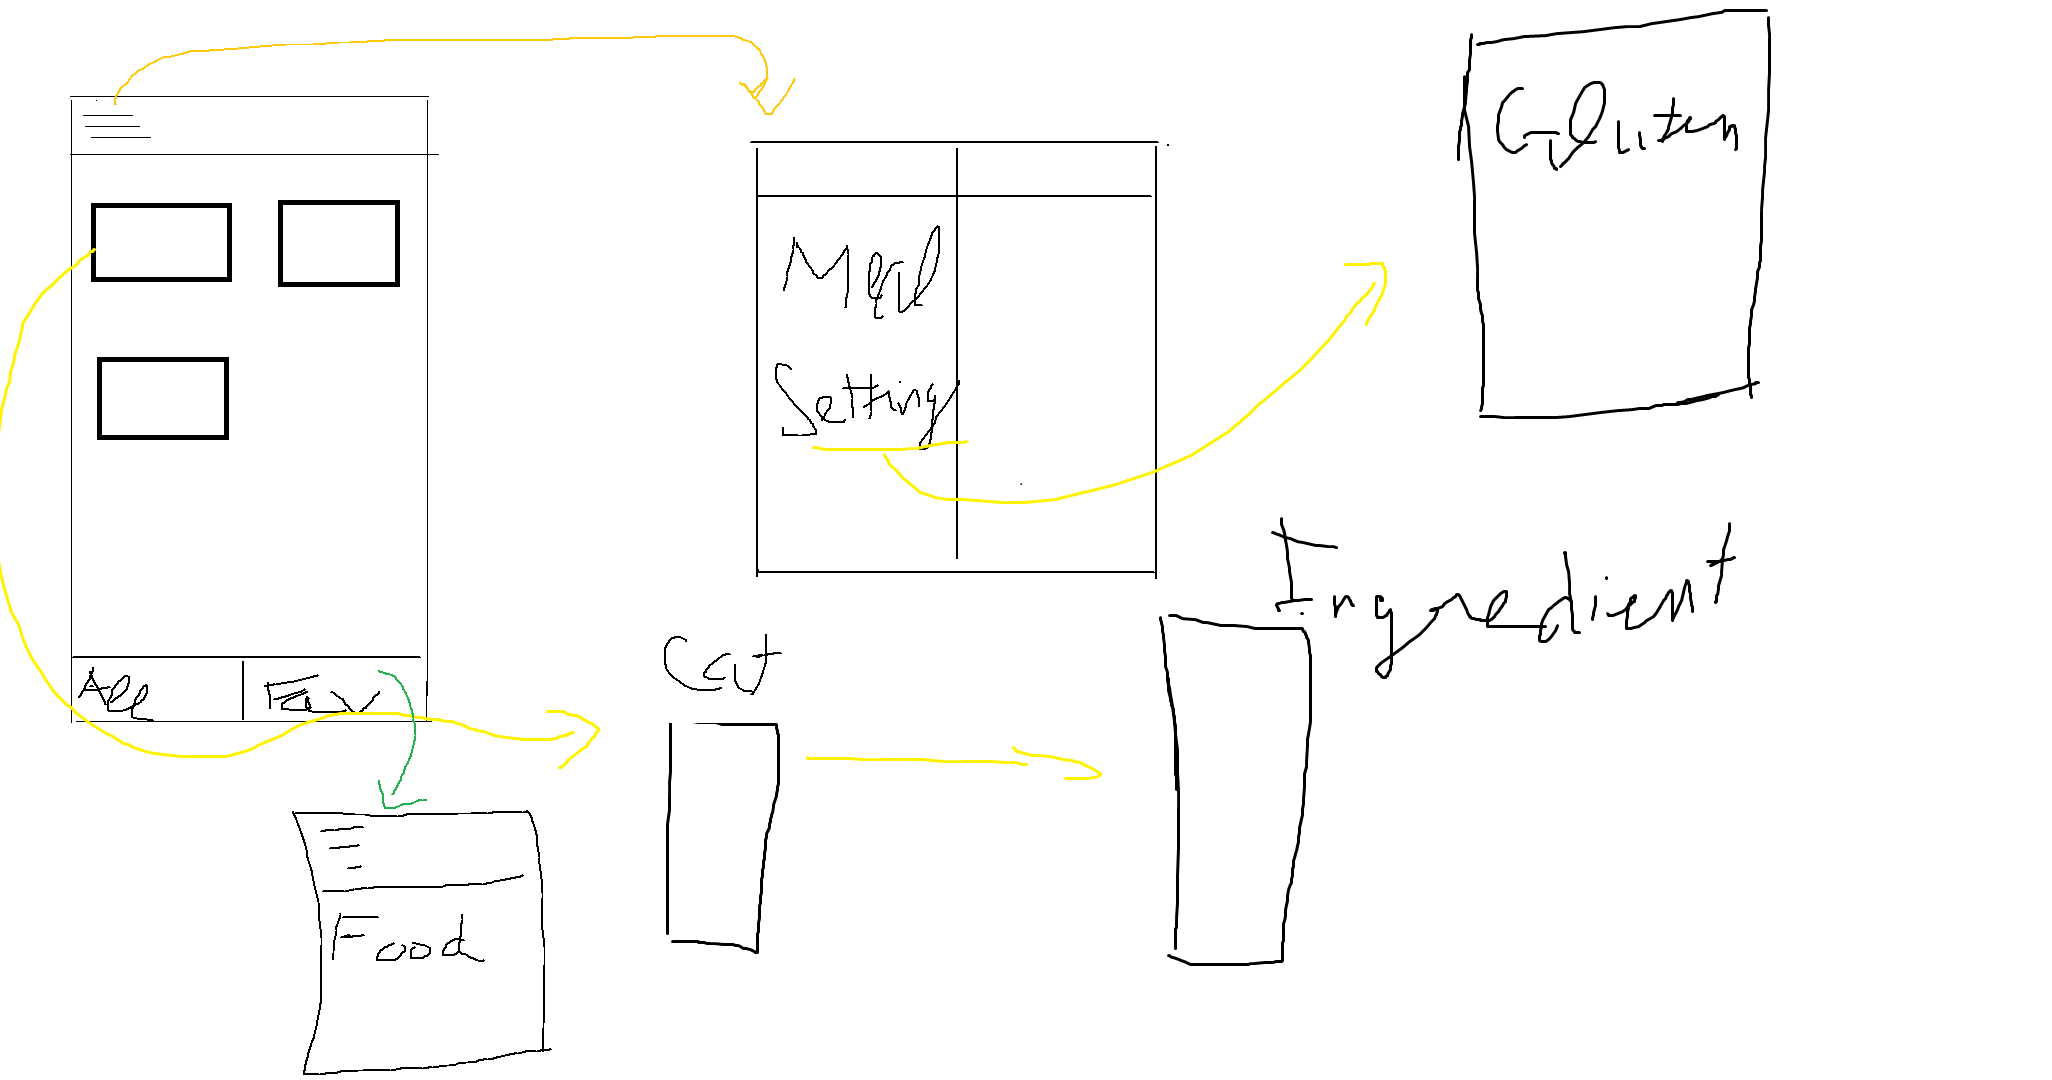 Gluten
Meal
Setting
Ingredient
Cat
All
Fav
Food